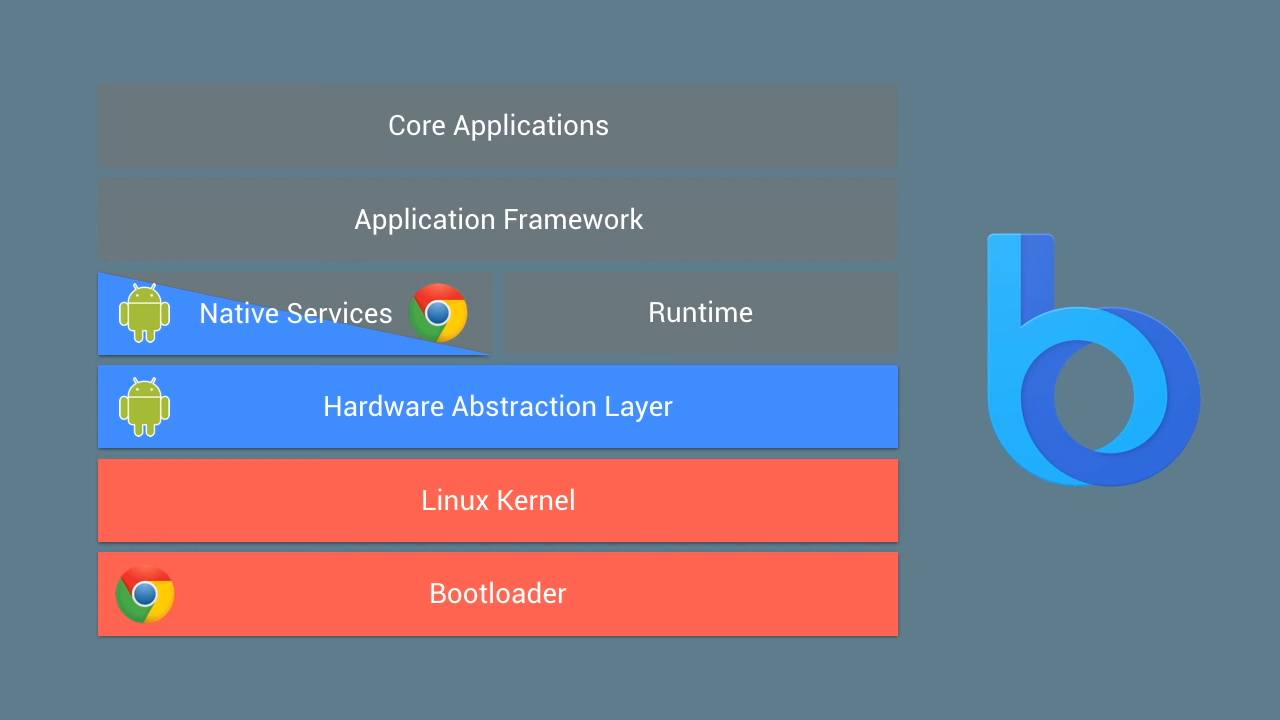 Core Applications
Application Framework
Native Services
Runtime
Hardware Abstraction Layer
Linux Kernel
Bootloader